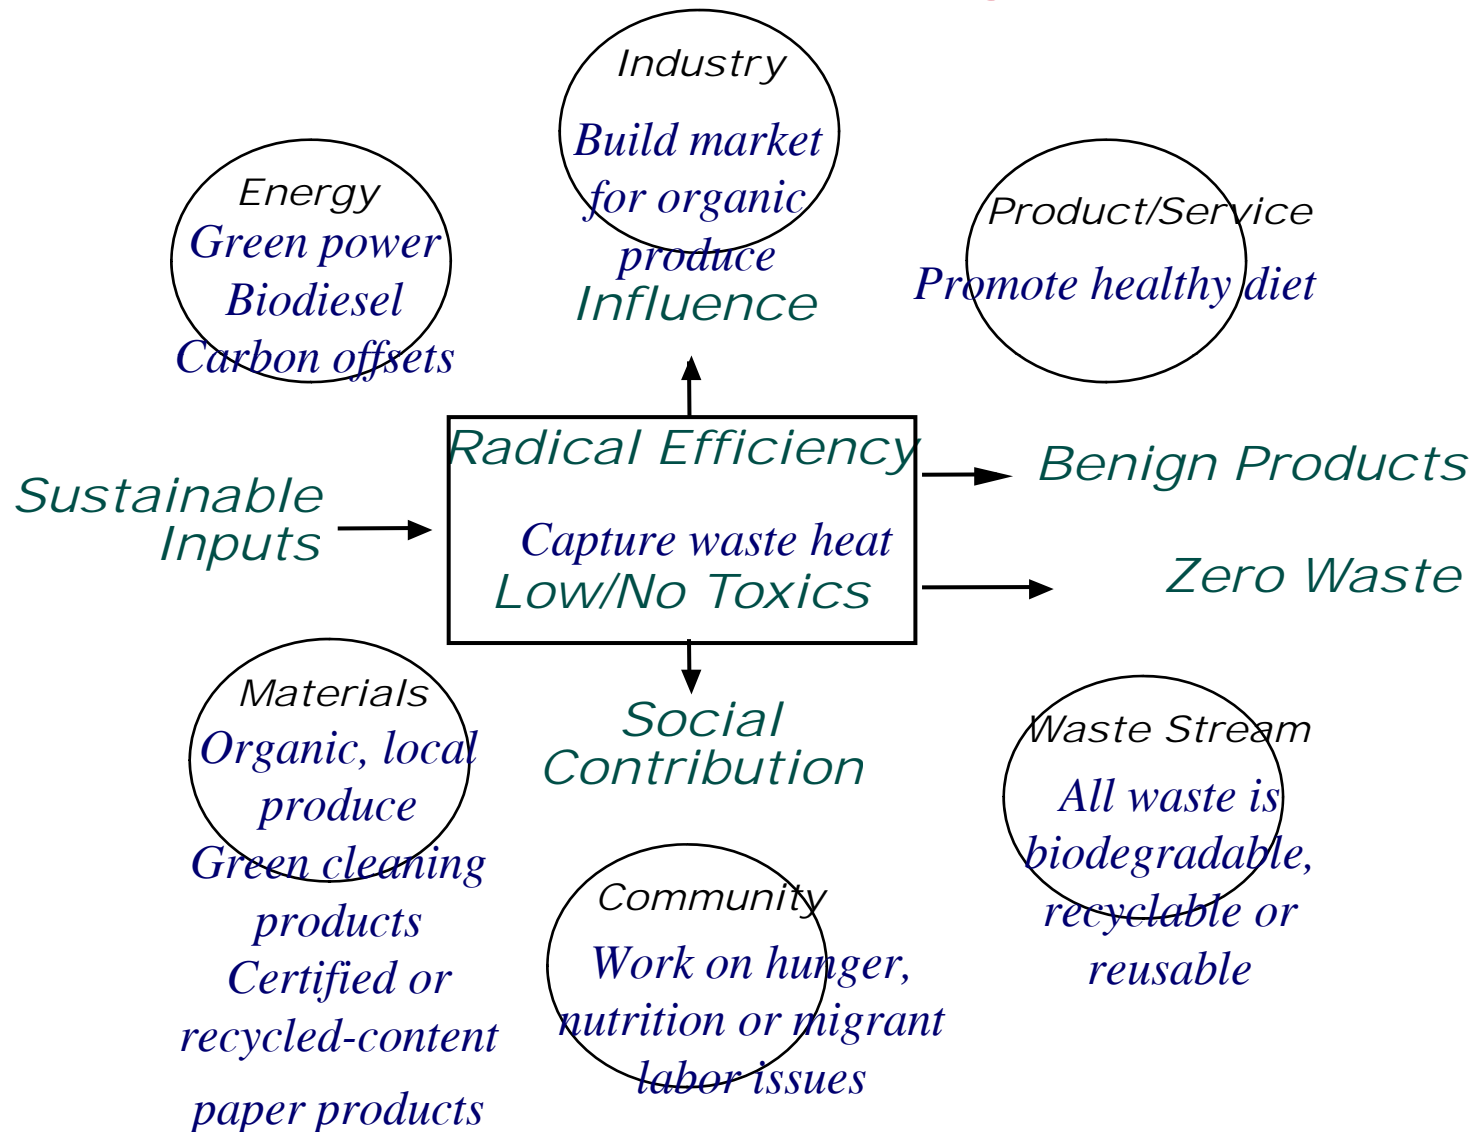 Industry
Build market
for organic
produce
Influence
Energy
Green power
Biodiesel
Carbon offsets
Product/Service
Promote healthy diet
Sustainable
Inputs
Radical Efficiency
Capture waste heat
Low/No Toxics
Benign Products
Zero Waste
Materials
Organic, local
produce
Green cleaning
products
Certified or
recycled-content
paper products
Social
Contribution
Community
Work on hunger,
nutrition or migrant
labor issues
Waste Stream
All waste is
biodegradable,
recyclable or
reusable